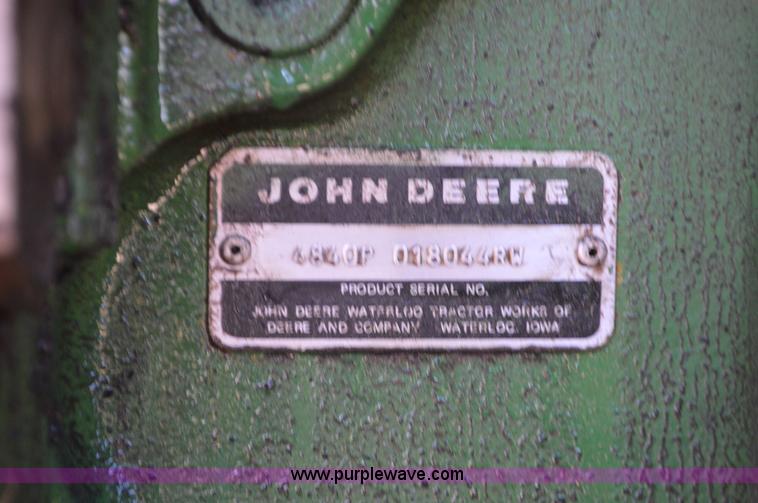 JOHN DEERE
4840P 018044RW
PRODUCT SERIAL NO.
JOHN DEERE WATERLOO TRACTOR WORKS OF
DEERE AND COMPANY WATERLOO, IOWA
www.purplewave.com